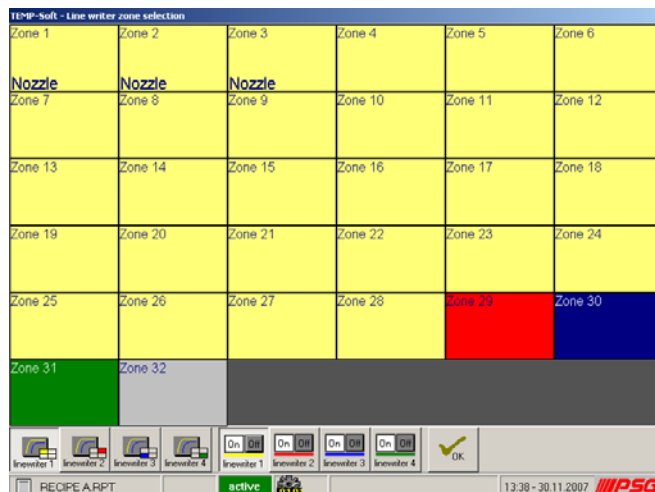 TEMP-Soft - Line writer zone selection
Zone 1 Zone 2 Zone 3 Zone 4 Zone 5 Zone 6
Nozzle Nozzle Nozzle
Zone 7 Zone 8 Zone 9 Zone 10 Zone 11 Zone 12
Zone 13 Zone 14 Zone 15 Zone 16 Zone 17 Zone 18
Zone 19 Zone 20 Zone 21 Zone 22 Zone 23 Zone 24
Zone 25 Zone 26 Zone 27 Zone 28 Zone 29 Zone 30
Zone 31 Zone 32
On Off On Off On Off On Off
linewriter 1 linewriter 2 linewriter 3 linewriter 4 linewriter 1 linewriter 2 linewriter 3 linewriter 4 OK
RECIPE A.RPT active 0101 13:38 - 30.11.2007 PSG